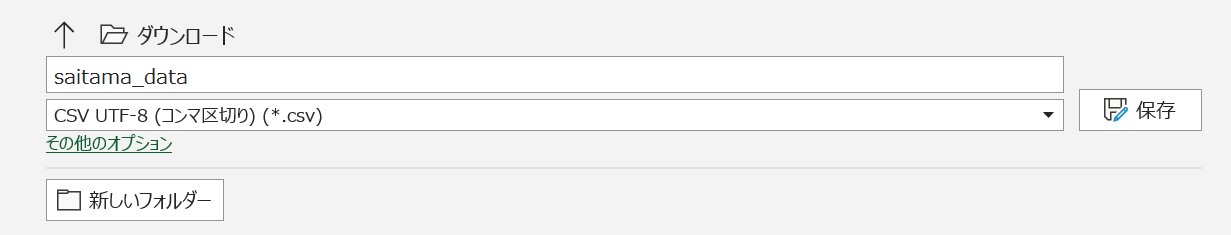 ダウンロード
saitama_data
CSV UTF-8 (コンマ区切り) (*.csv)
保存
その他のオプション
新しいフォルダー